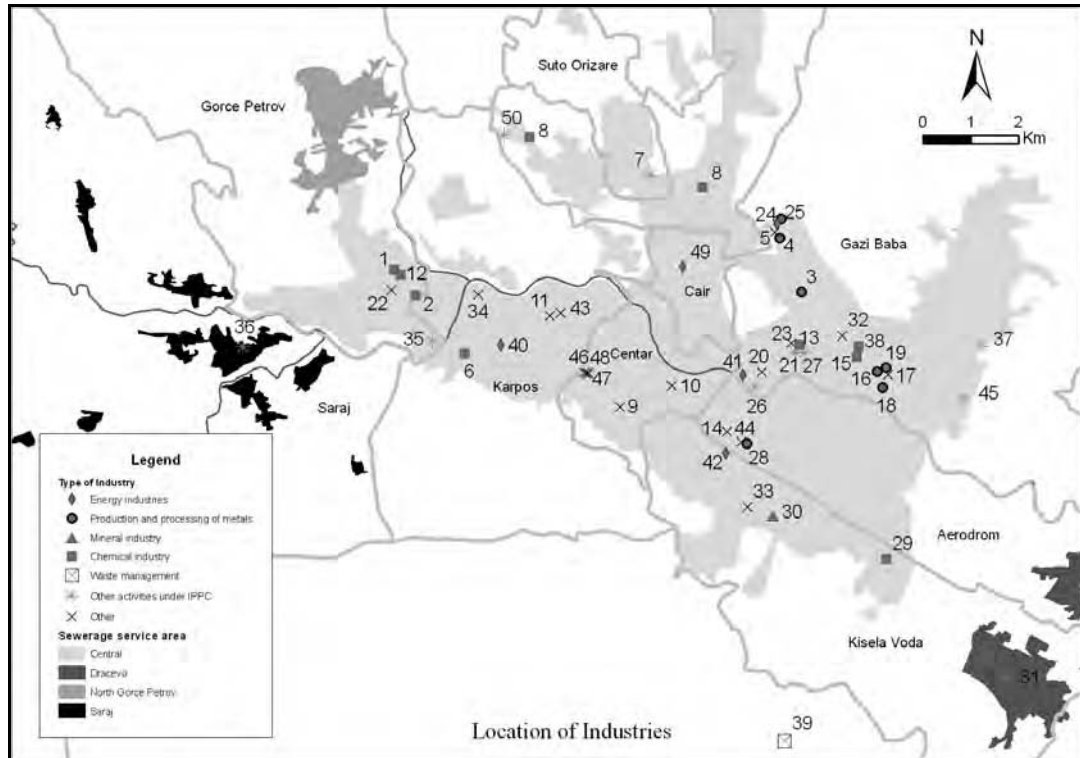 Suto Orizare
N
Gorce Petrov
50
8
0 1 2
Km
7
8
24 25
5 4
Gazi Baba
49
1
12
22
2
34
11
43
Cair
3
36
35
40
6
Karpos
46 48
47
Centar
10
9
41
20
23 13
21 27
26
32
38
15
19
16
17
18
37
45
Saraj
14 44
28
42
33
30
29
Aerodrom
Kisela Voda
31
39
Legend
Type of Industry
Energy industries
Production and processing of metals
Mineral industry
Chemical industry
Waste management
Other activities under IPPC
Other
Sewerage service area
Central
Dracevo
North Gorce Petrov
Saraj
Location of Industries